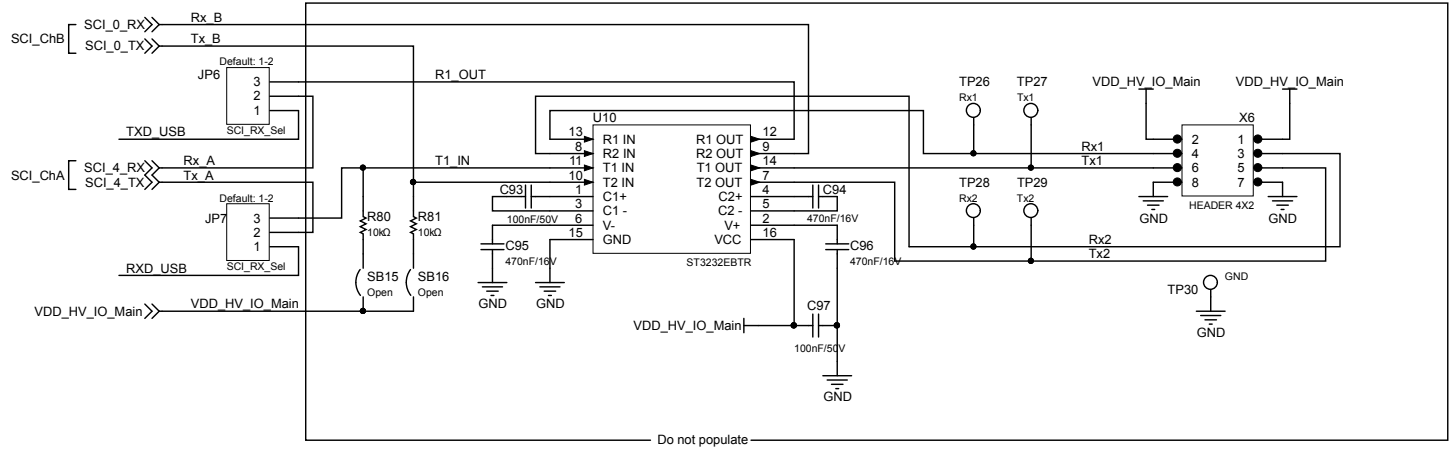 SCI_ChB
SCI_0_RX
Rx_B
SCI_0_TX
Tx_B
Default: 1-2
JP6
3
2
1
SCI_RX_Sel
R1_OUT
TXD_USB
SCI_ChA
SCI_4_RX
Rx_A
SCI_4_TX
Tx_A
T1_IN
Default: 1-2
JP7
3
2
1
SCI_RX_Sel
RXD_USB
R80
10kΩ
R81
10kΩ
SB15
Open
SB16
Open
VDD_HV_IO_Main
VDD_HV_IO_Main
U10
13 R1 IN R1 OUT 12
8 R2 IN R2 OUT 9
11 T1 IN T1 OUT 14
10 T2 IN T2 OUT 7
1 C1+ C2+ 4
3 C1 - C2 - 5
6 V- V+ 2
15 GND VCC 16
ST3232EBTR
C93
100nF/50V
C94
470nF/16V
C95
470nF/16V
GND
GND
C96
470nF/16V
C97
VDD_HV_IO_Main
100nF/50V
GND
TP26
Rx1
TP27
Tx1
TP28
Rx2
TP29
Tx2
VDD_HV_IO_Main
VDD_HV_IO_Main
X6
2 1
4 3
6 5
8 7
HEADER 4X2
Rx1
Tx1
GND
GND
Rx2
Tx2
TP30
GND
GND
Do not populate